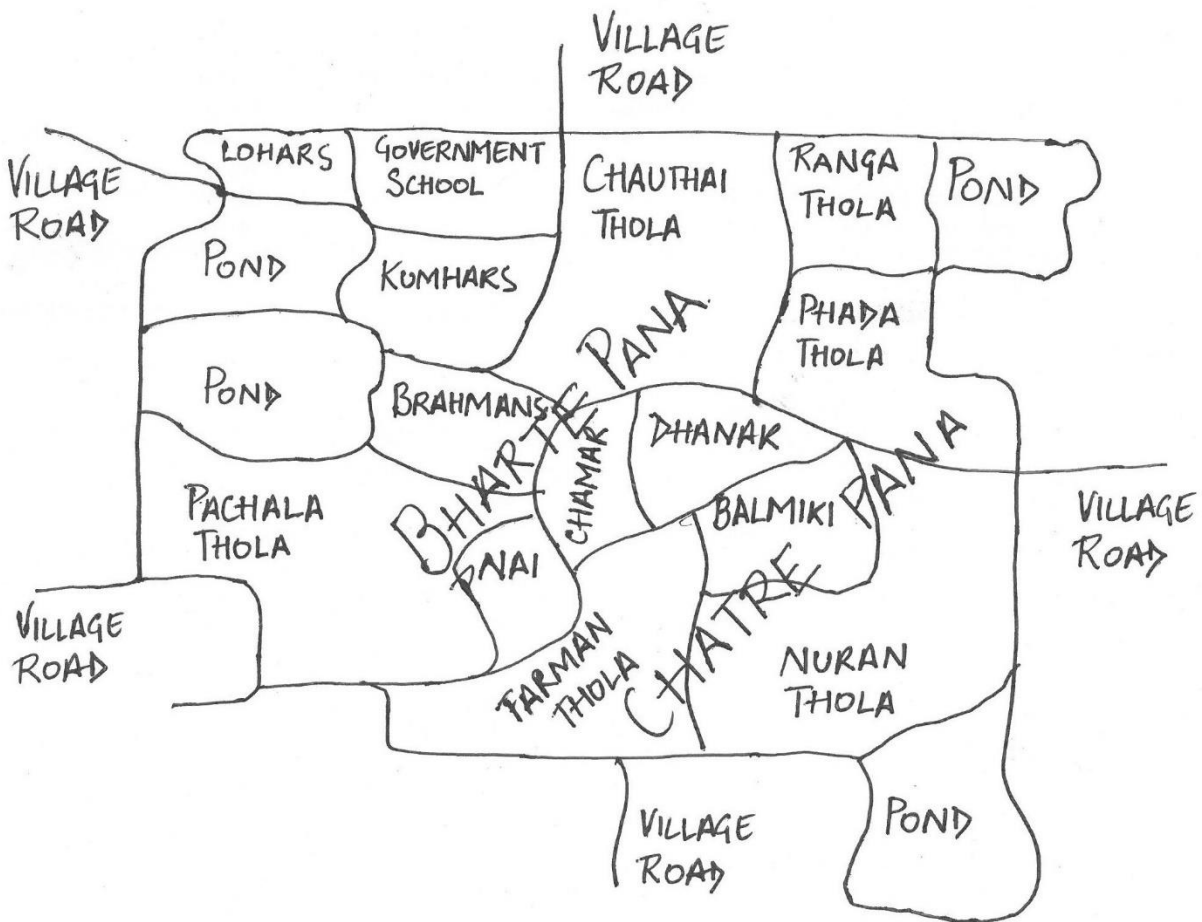 VILLAGE
ROAD
VILLAGE
ROAD
LOHARS
GOVERNMENT
SCHOOL
CHAUTHAI
THOLA
RANGA
THOLA
POND
POND
KUMHARS
PHADA
THOLA
POND
BRAHMANS
BHARTE PANA
CHAMAR
DHANAK
PACHALA
THOLA
NAI
BALMIKI
CHATRE PANA
VILLAGE
ROAD
VILLAGE
ROAD
FARMAN
THOLA
NURAN
THOLA
VILLAGE
ROAD
POND